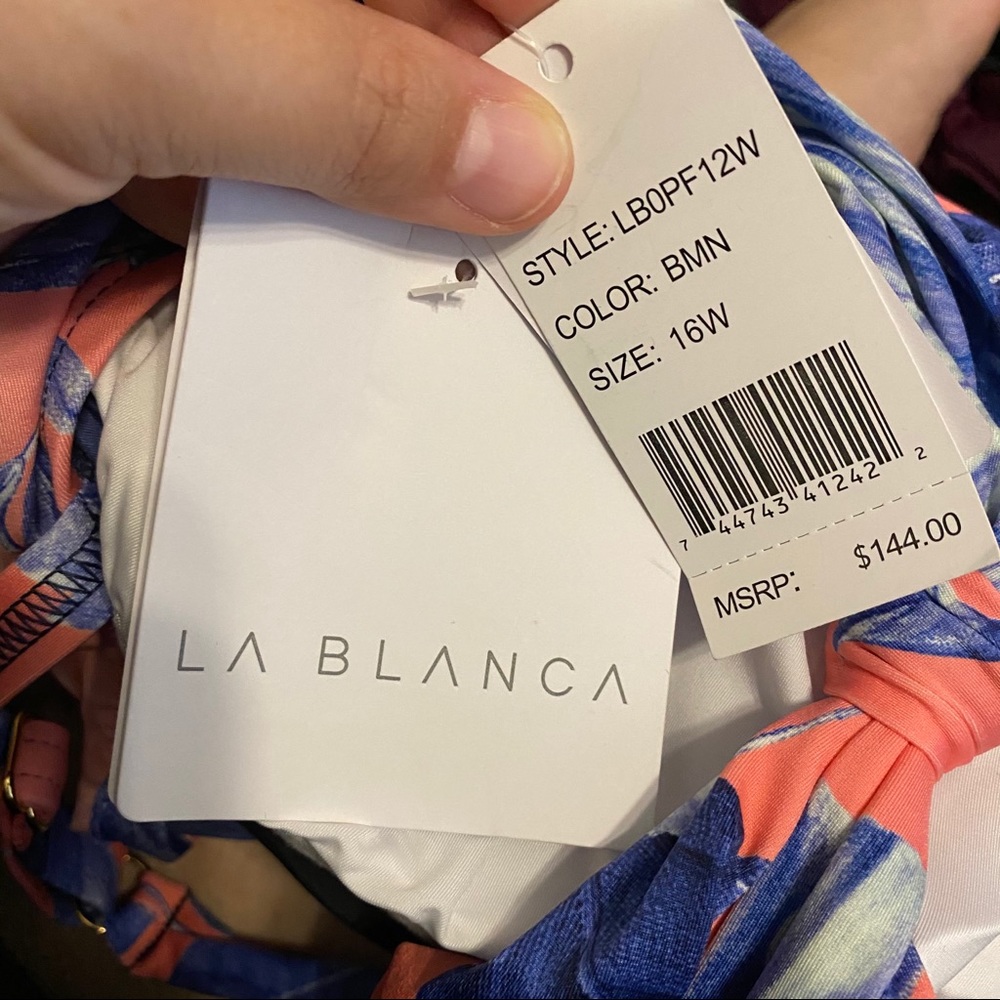 STYLE: LB0PF12W
COLOR: BMN
SIZE: 16W
7 44743 41242 2
MSRP: $144.00
LA BLANCA